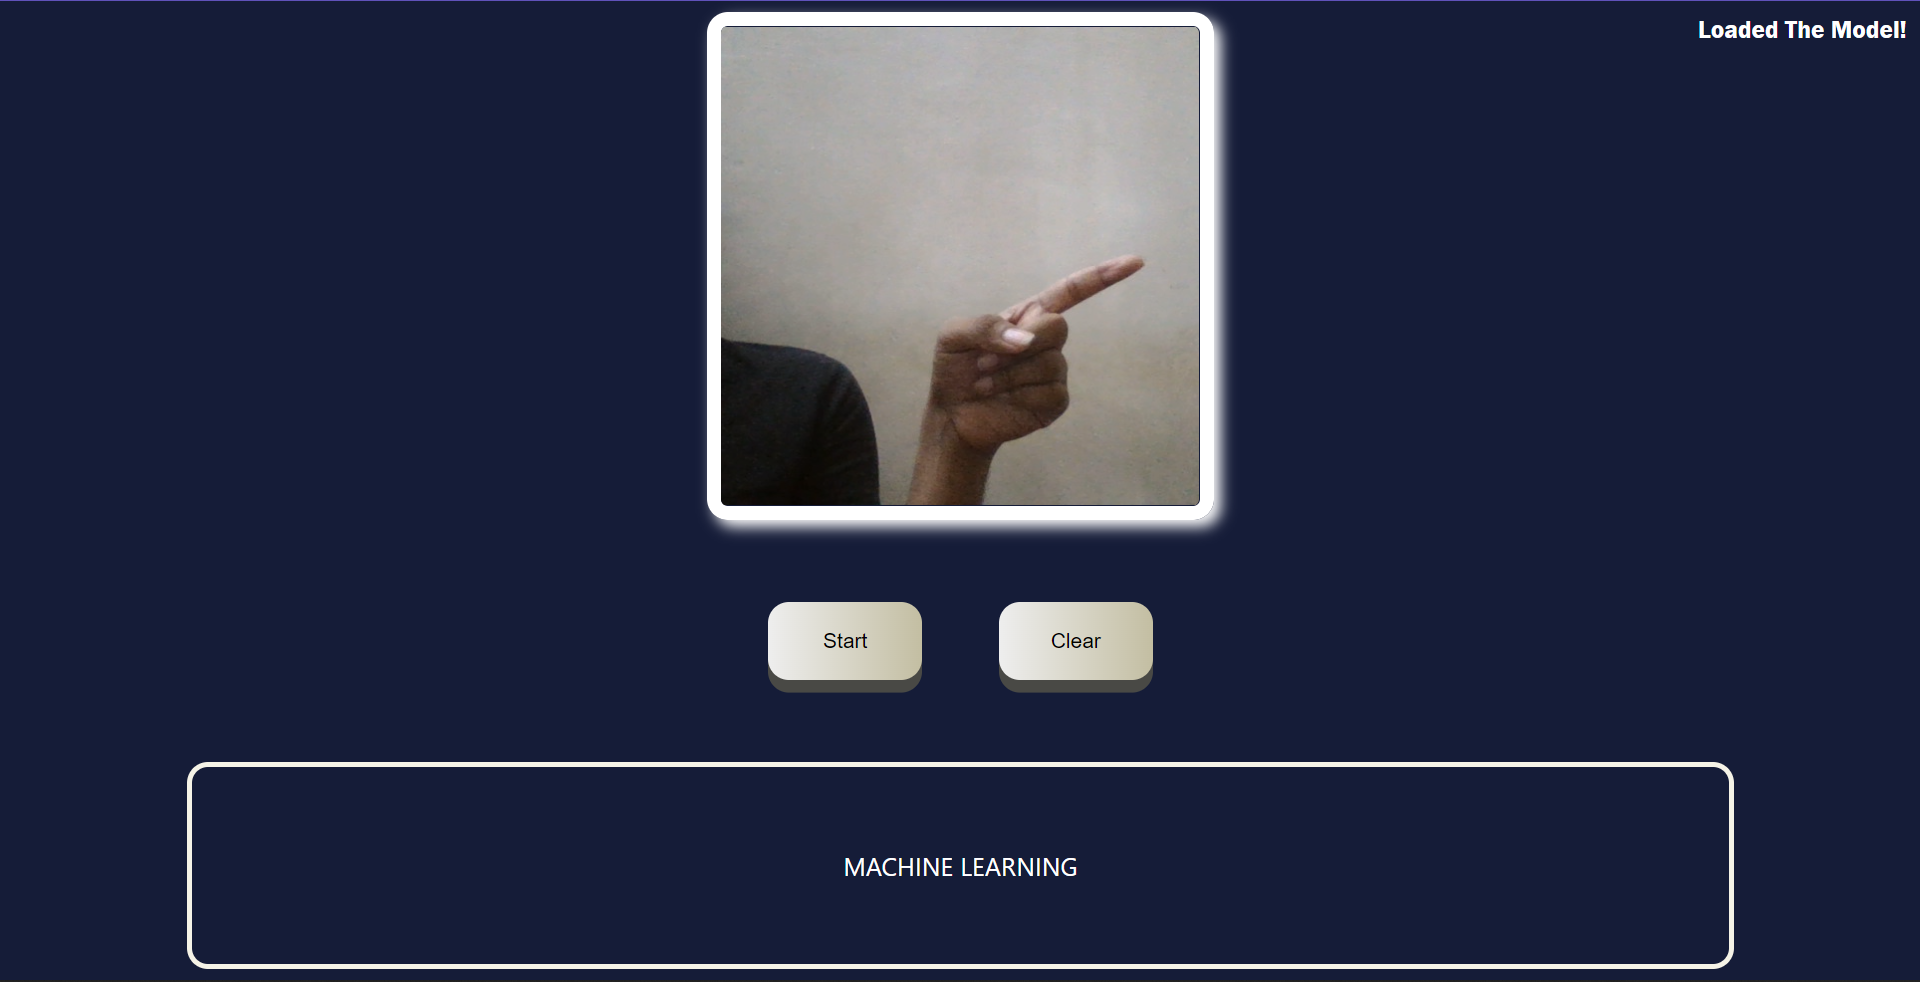 Loaded The Model!
Start
Clear
MACHINE LEARNING